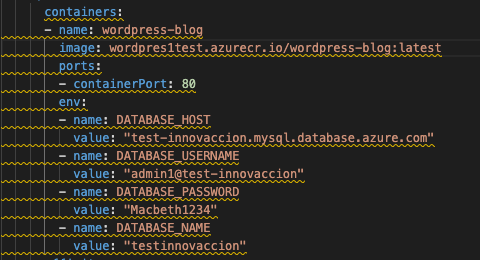 containers:
- name: wordpress-blog
image: wordpres1test.azurecr.io/wordpress-blog:latest
ports:
- containerPort: 80
env:
- name: DATABASE_HOST
value: "test-innovaccion.mysql.database.azure.com"
- name: DATABASE_USERNAME
value: "admin1@test-innovaccion"
- name: DATABASE_PASSWORD
value: "Macbeth1234"
- name: DATABASE_NAME
value: "testinnovaccion"